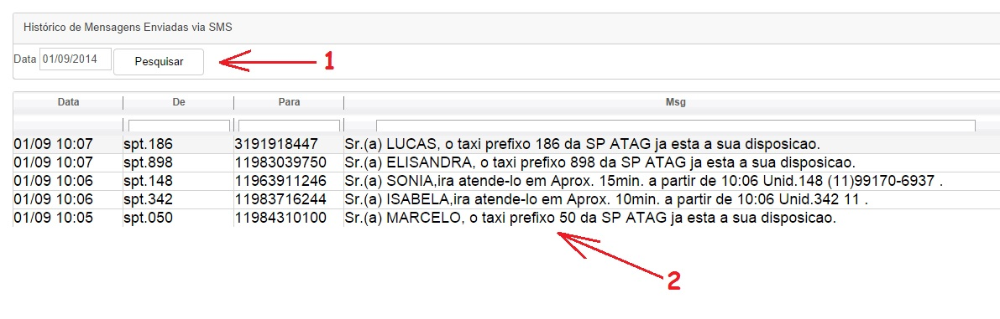 Histórico de Mensagens Enviadas via SMS
Data 01/09/2014 Pesquisar 1
Data De Para Msg
01/09 10:07 spt.186 3191918447 Sr.(a) LUCAS, o taxi prefixo 186 da SP ATAG ja esta a sua disposicao.
01/09 10:07 spt.898 11983039750 Sr.(a) ELISANDRA, o taxi prefixo 898 da SP ATAG ja esta a sua disposicao.
01/09 10:06 spt.148 11963911246 Sr.(a) SONIA,ira atende-lo em Aprox. 15min. a partir de 10:06 Unid.148 (11)99170-6937 .
01/09 10:06 spt.342 11983716244 Sr.(a) ISABELA,ira atende-lo em Aprox. 10min. a partir de 10:06 Unid.342 11 .
01/09 10:05 spt.050 11984310100 Sr.(a) MARCELO, o taxi prefixo 50 da SP ATAG ja esta a sua disposicao.
2